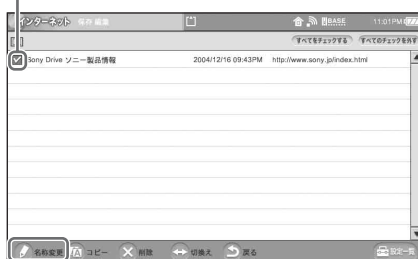 インターネット 保存 編集 BASE 11:01PM
すべてをチェックする すべてのチェックを外す
Sony Drive ソニー製品情報 2004/12/16 09:43PM http://www.sony.jp/index.html
名称変更 コピー 削除 切換え 戻る 設定一覧